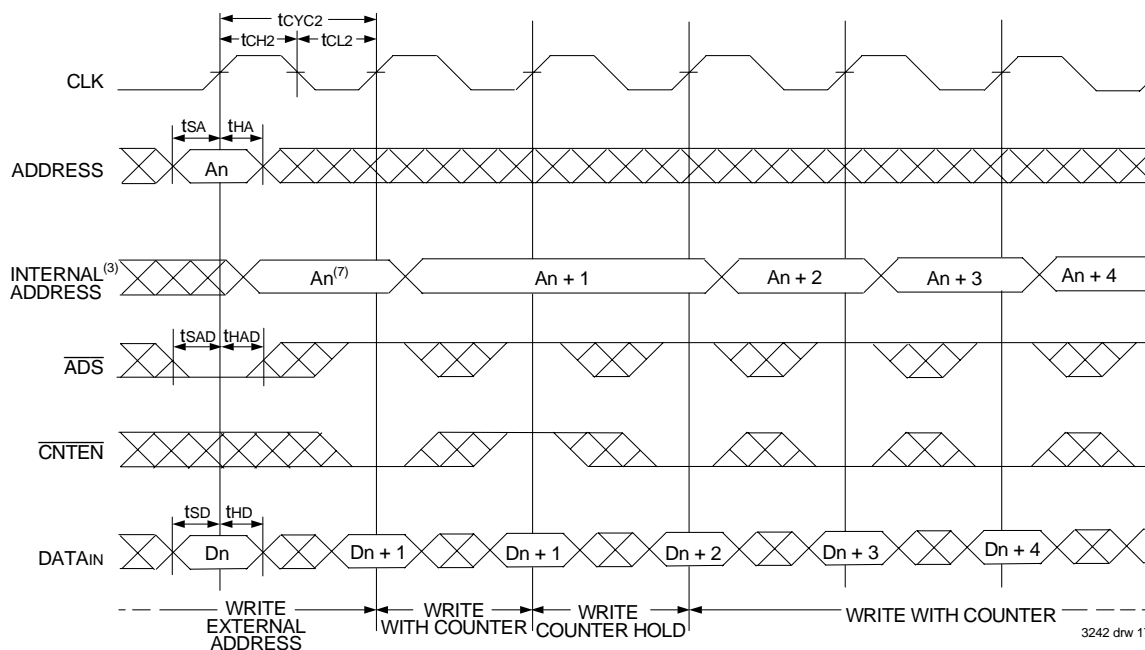 tCYC2
tCH2 tCL2
CLK
tSA tHA
ADDRESS An
INTERNAL(3)
ADDRESS
An(7) An + 1 An + 2 An + 3 An + 4
tSAD tHAD
ADS
CNTEN
tSD tHD
DATAIN Dn Dn + 1 Dn + 1 Dn + 2 Dn + 3 Dn + 4
WRITE
EXTERNAL
ADDRESS
WRITE
WITH COUNTER
WRITE
COUNTER HOLD
WRITE WITH COUNTER
3242 drw